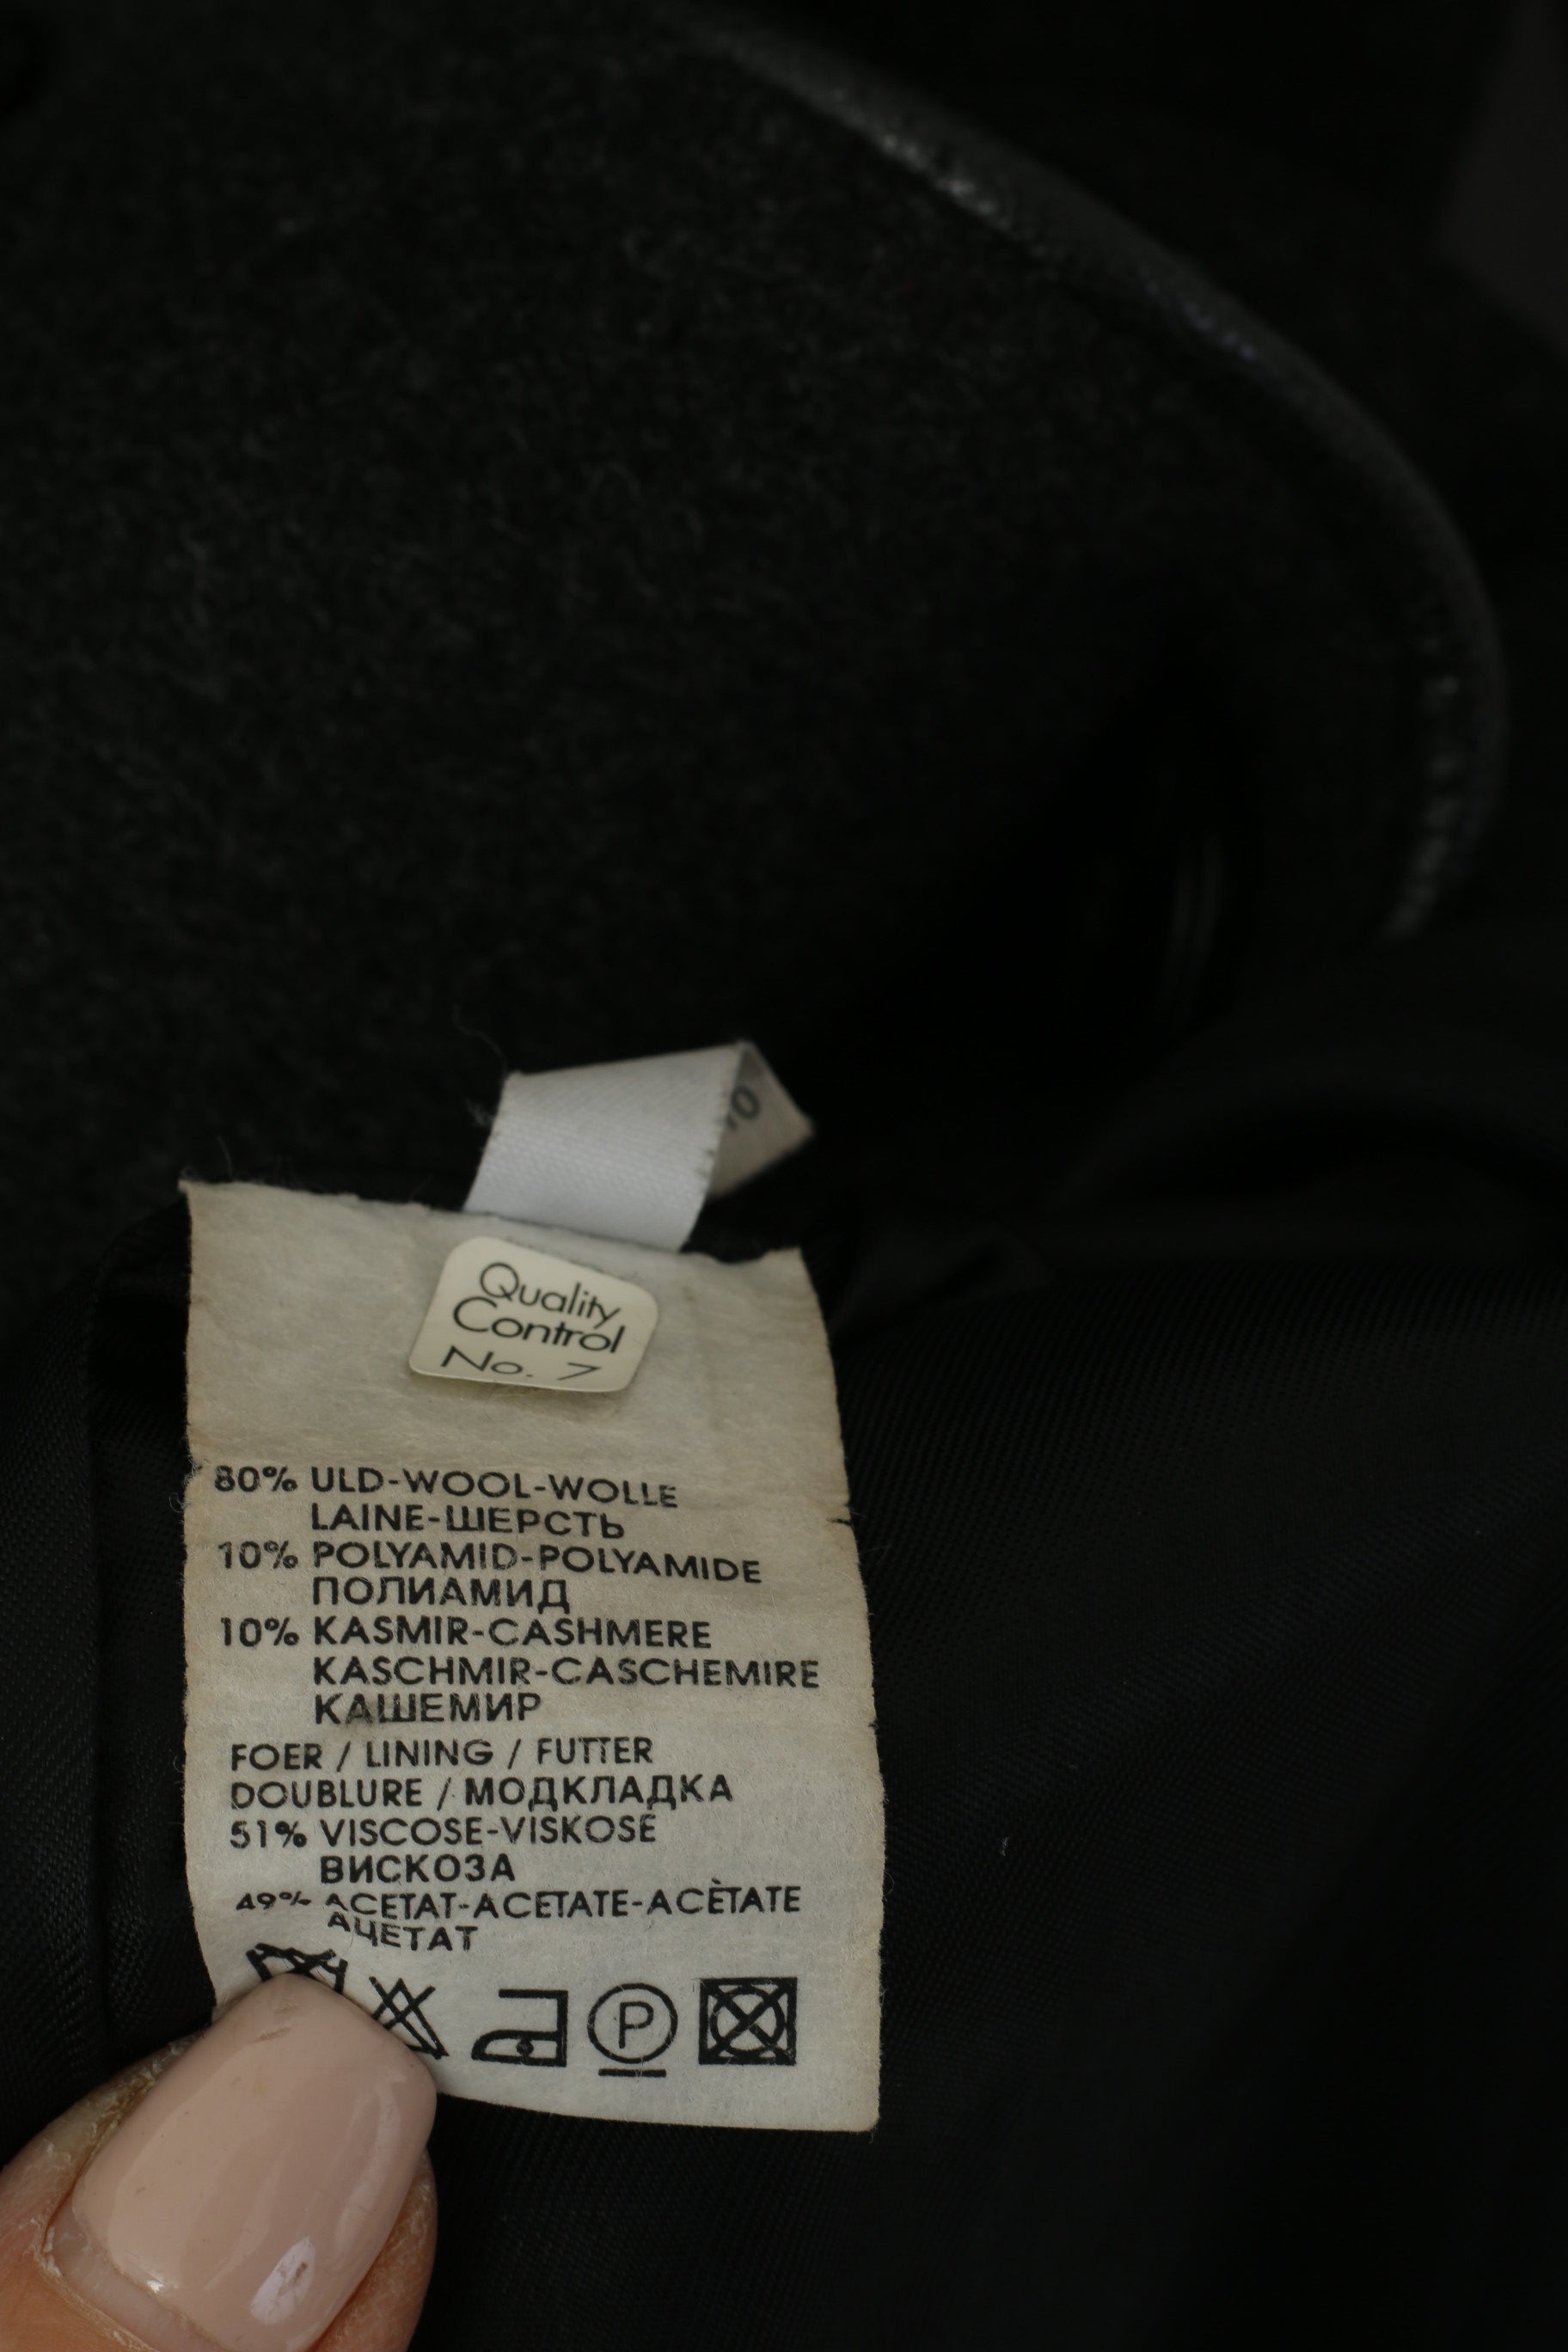 10
Quality
Control
No. 7
80% ULD-WOOL-WOLLE
LAINE-ШЕРСТЬ
10% POLYAMID-POLYAMIDE
ПОЛИАМИД
10% KASMIR-CASHMERE
KASCHMIR-CASCHEMIRE
КАШЕМИР
FOER / LINING / FUTTER
DOUBLURE / МОДКЛАДКА
51% VISCOSE-VISKOSE
ВИСКОЗА
49% ACETAT-ACETATE-ACÈTATE
АЦЕТАТ
P